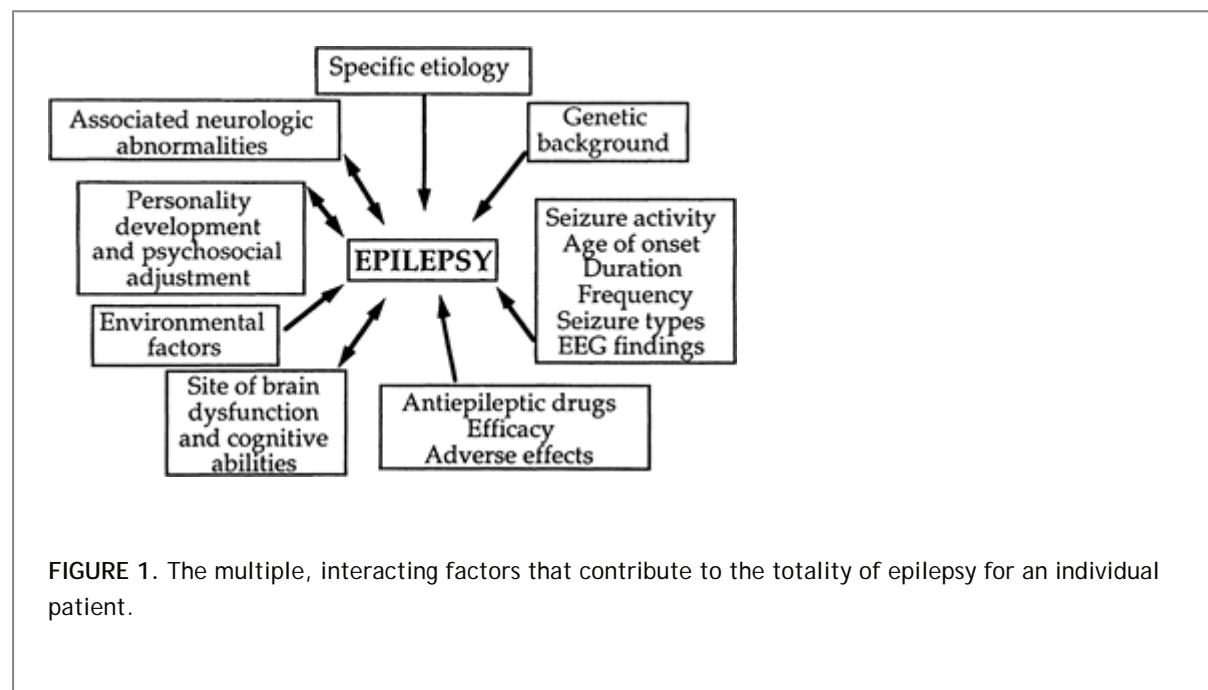 Specific etiology
Associated neurologic
abnormalities
Genetic
background
Personality
development
and psychosocial
adjustment
EPILEPSY
Seizure activity
Age of onset
Duration
Frequency
Seizure types
EEG findings
Environmental
factors
Site of brain
dysfunction
and cognitive
abilities
Antiepileptic drugs
Efficacy
Adverse effects
FIGURE 1. The multiple, interacting factors that contribute to the totality of epilepsy for an individual
patient.